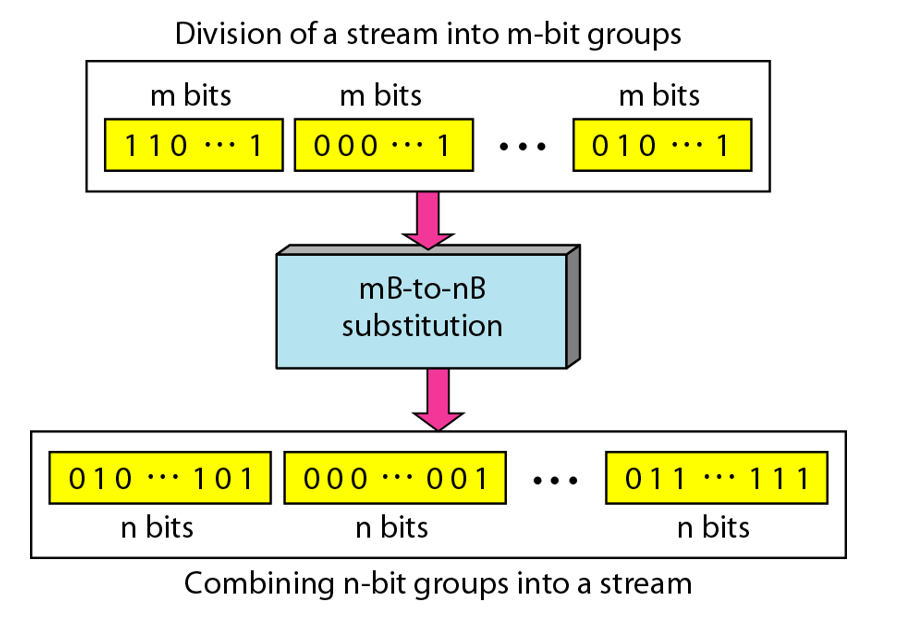 Division of a stream into m-bit groups
m bits m bits m bits
1 1 0 ··· 1 0 0 0 ··· 1 ··· 0 1 0 ··· 1
mB-to-nB
substitution
0 1 0 ··· 1 0 1 0 0 0 ··· 0 0 1 ··· 0 1 1 ··· 1 1 1
n bits n bits n bits
Combining n-bit groups into a stream